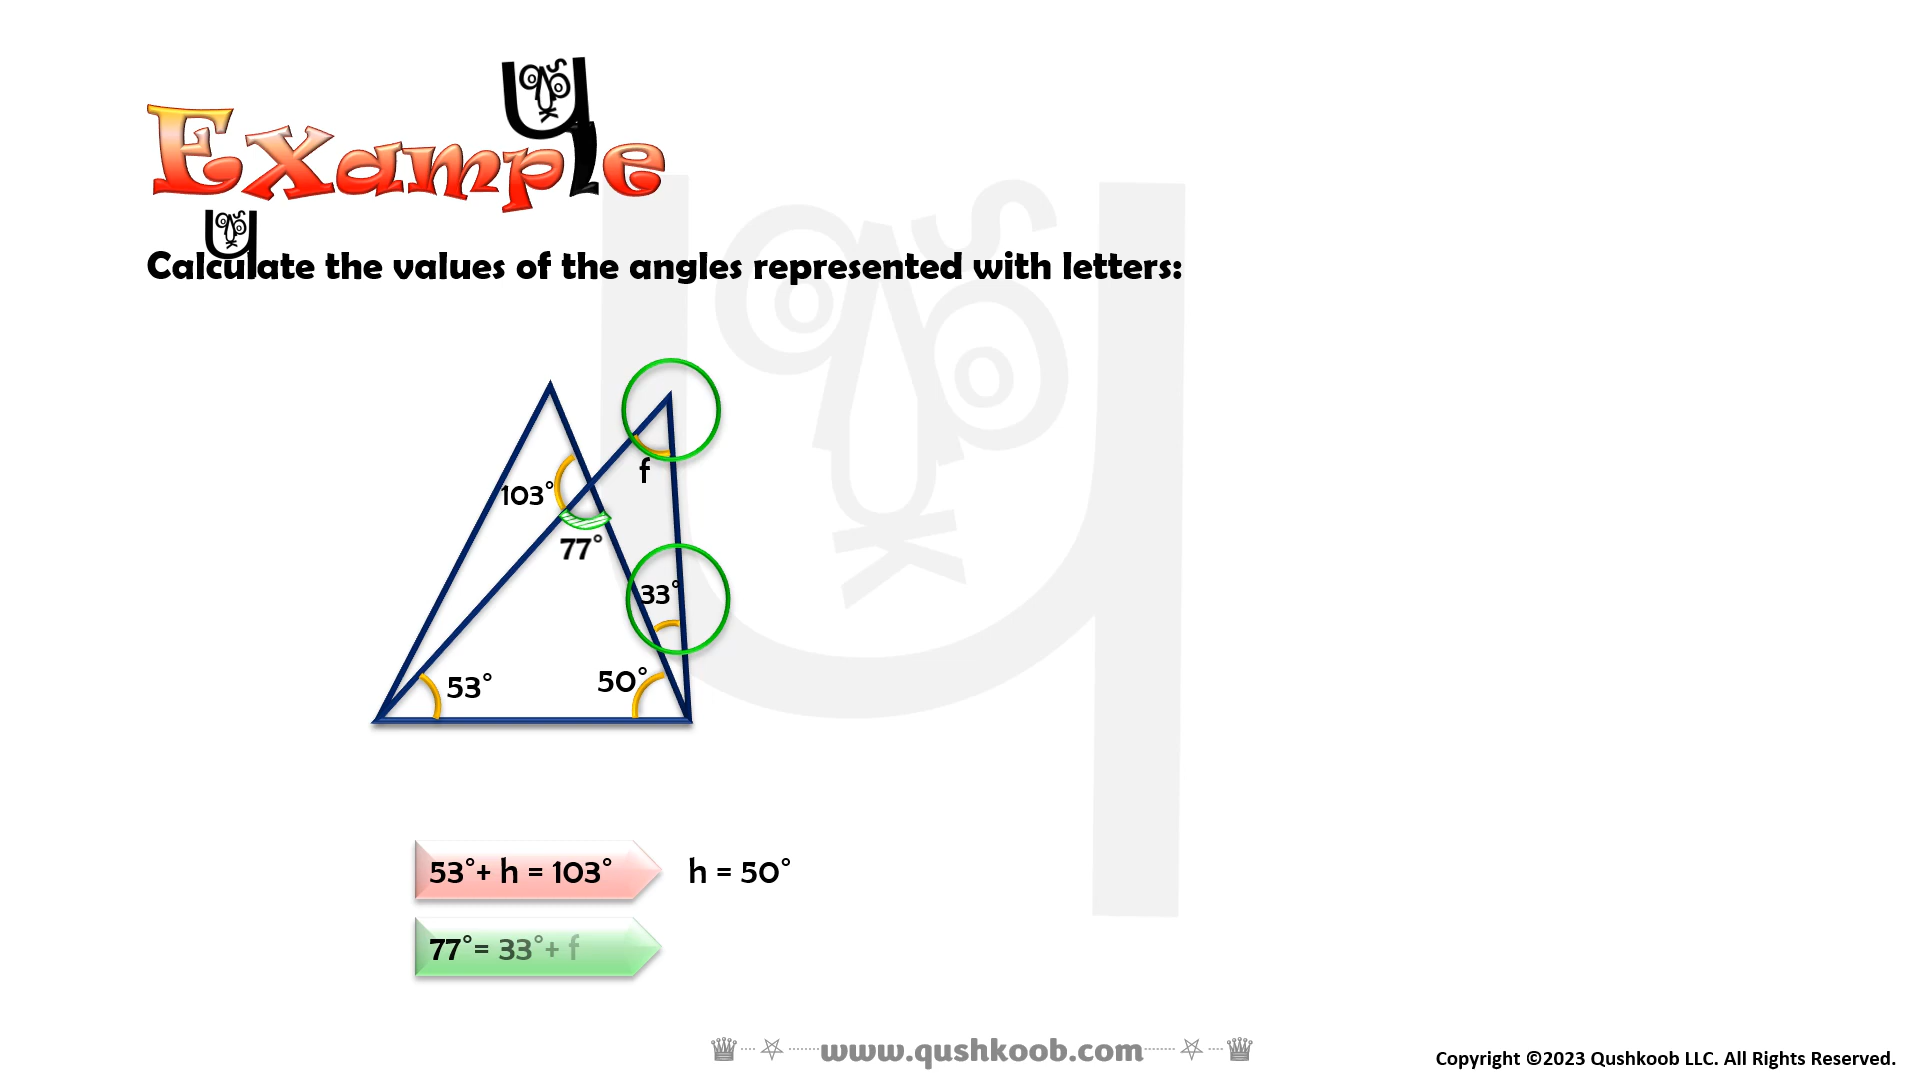 Example
Calculate the values of the angles represented with letters:
f
103°
77°
33°
53°
50°
53°+ h = 103°
h = 50°
77°= 33°+ f
www.qushkoob.com
Copyright ©2023 Qushkoob LLC. All Rights Reserved.